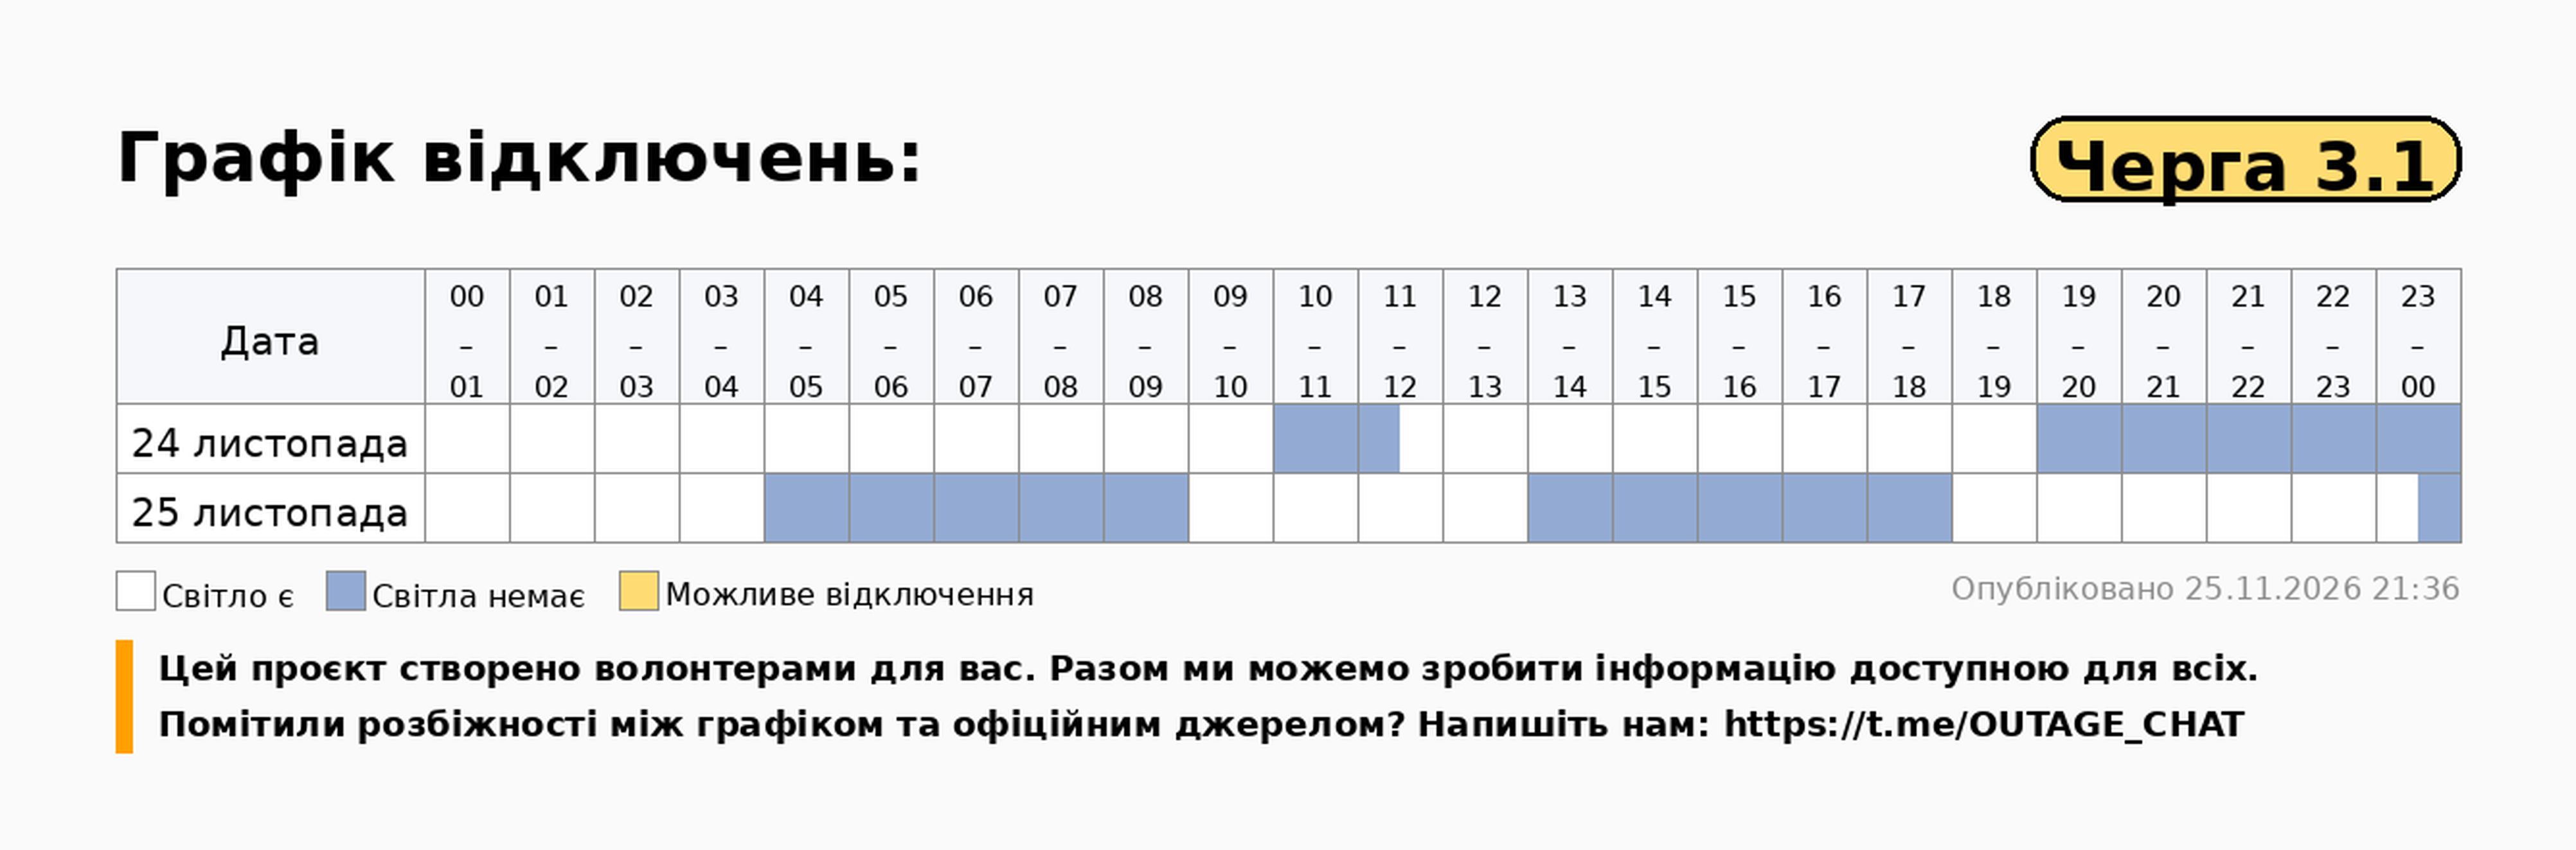 Графік відключень:
Черга 3.1
Дата 00 – 01 01 – 02 02 – 03 03 – 04 04 – 05 05 – 06 06 – 07 07 – 08 08 – 09 09 – 10 10 – 11 11 – 12 12 – 13 13 – 14 14 – 15 15 – 16 16 – 17 17 – 18 18 – 19 19 – 20 20 – 21 21 – 22 22 – 23 23 – 00
24 листопада
25 листопада
Світло є Світла немає Можливе відключення
Опубліковано 25.11.2026 21:36
Цей проєкт створено волонтерами для вас. Разом ми можемо зробити інформацію доступною для всіх.
Помітили розбіжності між графіком та офіційним джерелом? Напишіть нам: https://t.me/OUTAGE_CHAT